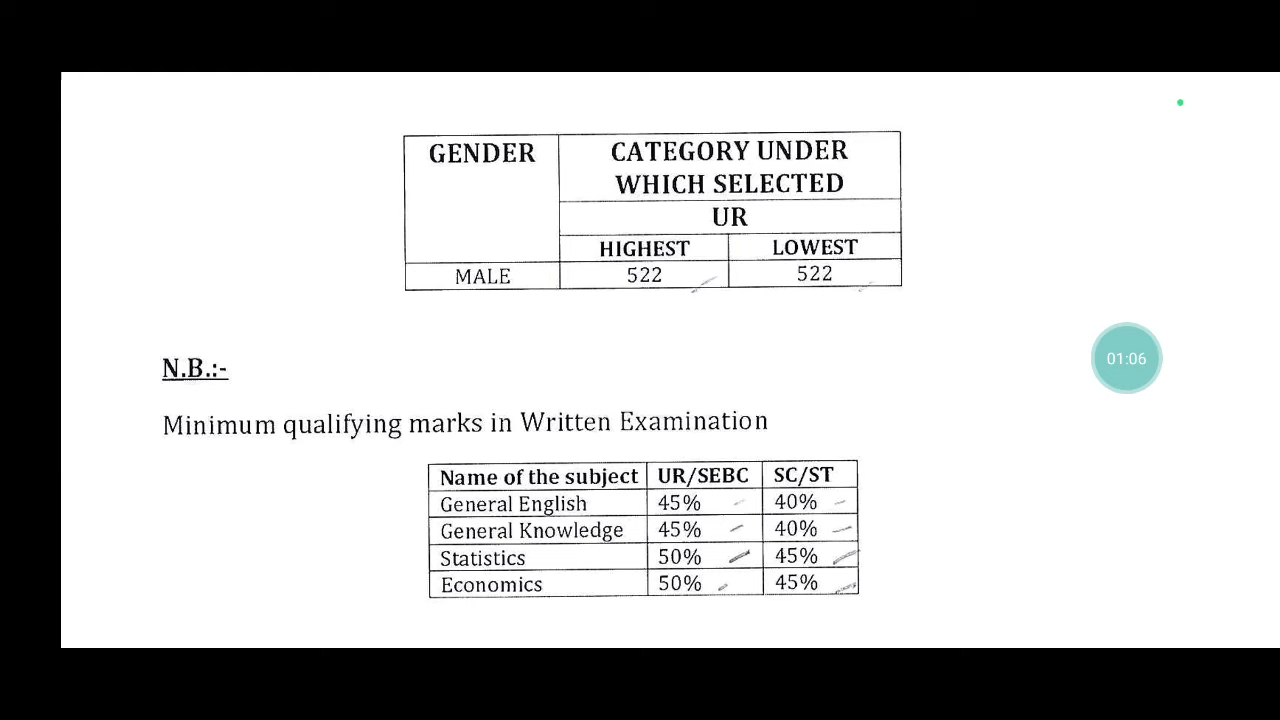 GENDER CATEGORY UNDER
WHICH SELECTED
UR
HIGHEST LOWEST
MALE 522 522
N.B.:-
01:06
Minimum qualifying marks in Written Examination
Name of the subject UR/SEBC SC/ST
General English 45% 40%
General Knowledge 45% 40%
Statistics 50% 45%
Economics 50% 45%